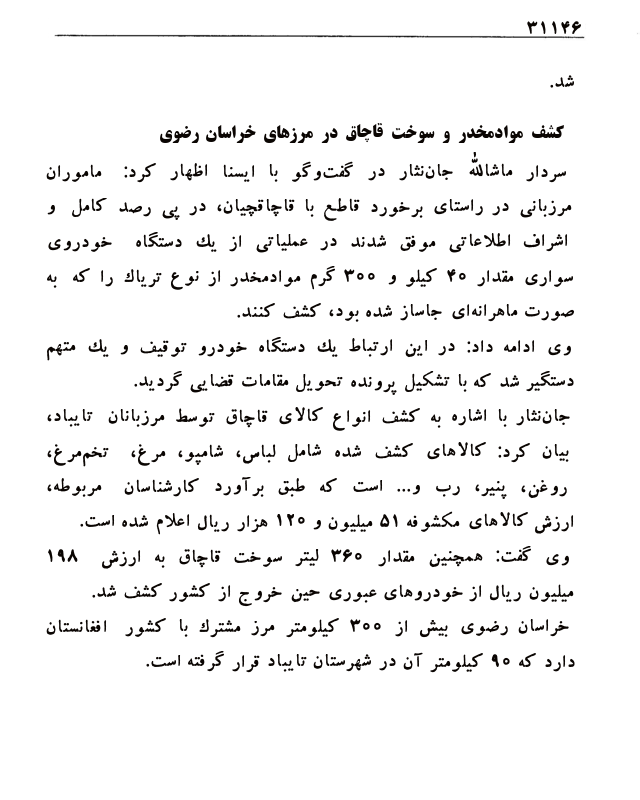 ۳۱۱۴۶
شد.
کشف موادمخدر و سوخت قاچاق در مرزهای خراسان رضوی
سردار ماشاالله جان‌نثار در گفت‌وگو با ایسنا اظهار کرد: ماموران
مرزبانی در راستای برخورد قاطع با قاچاقچیان، در پی رصد کامل و
اشراف اطلاعاتی موفق شدند در عملیاتی از یك دستگاه خودروی
سواری مقدار ۴۰ کیلو و ۳۰۰ گرم موادمخدر از نوع تریاك را که به
صورت ماهرانه‌ای جاساز شده بود، کشف کنند.
وی ادامه داد: در این ارتباط یك دستگاه خودرو توقیف و یك متهم
دستگیر شد که با تشکیل پرونده تحویل مقامات قضایی گردید.
جان‌نثار با اشاره به کشف انواع کالای قاچاق توسط مرزبانان تایباد،
بیان کرد: کالاهای کشف شده شامل لباس، شامپو، مرغ، تخم‌مرغ،
روغن، پنیر، رب و... است که طبق برآورد کارشناسان مربوطه،
ارزش کالاهای مکشوفه ۵۱ میلیون و ۱۲۰ هزار ریال اعلام شده است.
وی گفت: همچنین مقدار ۳۶۰ لیتر سوخت قاچاق به ارزش ۱۹۸
میلیون ریال از خودروهای عبوری حین خروج از کشور کشف شد.
خراسان رضوی بیش از ۳۰۰ کیلومتر مرز مشترك با کشور افغانستان
دارد که ۹۰ کیلومتر آن در شهرستان تایباد قرار گرفته است.